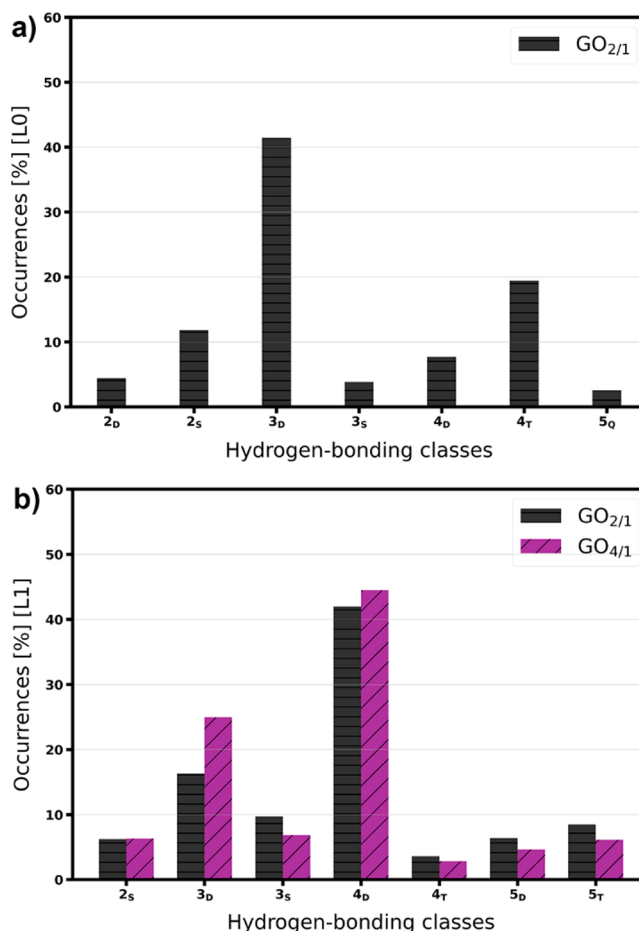 a)
60
50
40
30
20
10
0
Occurrences [%] [L0]
GO2/1
2D 2S 3D 3S 4D 4T 5Q
Hydrogen-bonding classes
b)
60
50
40
30
20
10
0
Occurrences [%] [L1]
GO2/1
GO4/1
2S 3D 3S 4D 4T 5D 5T
Hydrogen-bonding classes